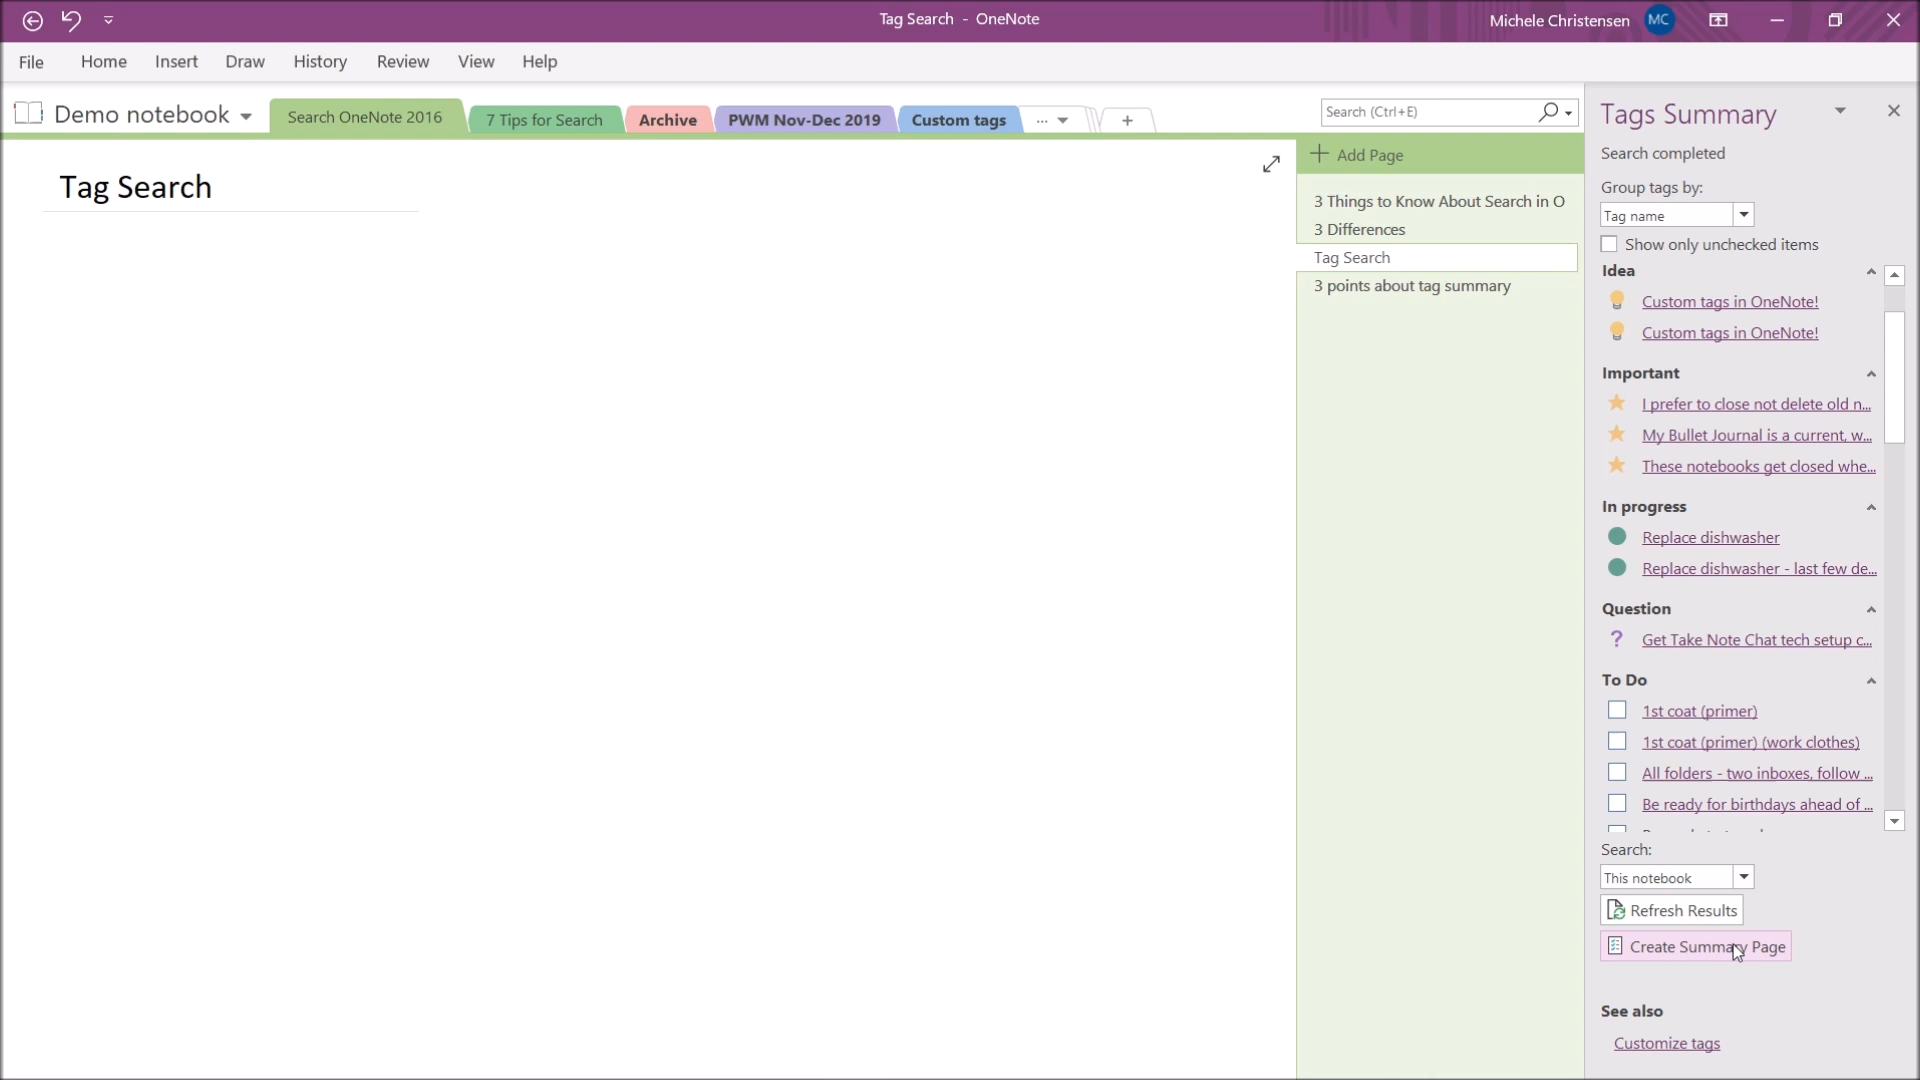 Tag Search - OneNote
Michele Christensen MC
File Home Insert Draw History Review View Help
Demo notebook
Search OneNote 2016
7 Tips for Search
Archive
PWM Nov-Dec 2019
Custom tags
...
+
Search (Ctrl+E)
Tag Search
Add Page
3 Things to Know About Search in O
3 Differences
Tag Search
3 points about tag summary
Tags Summary
Search completed
Group tags by:
Tag name
Show only unchecked items
Idea
Custom tags in OneNote!
Custom tags in OneNote!
Important
I prefer to close not delete old n...
My Bullet Journal is a current, w...
These notebooks get closed whe...
In progress
Replace dishwasher
Replace dishwasher - last few de...
Question
? Get Take Note Chat tech setup c...
To Do
1st coat (primer)
1st coat (primer) (work clothes)
All folders - two inboxes, follow ...
Be ready for birthdays ahead of ...
Search:
This notebook
Refresh Results
Create Summary Page
See also
Customize tags